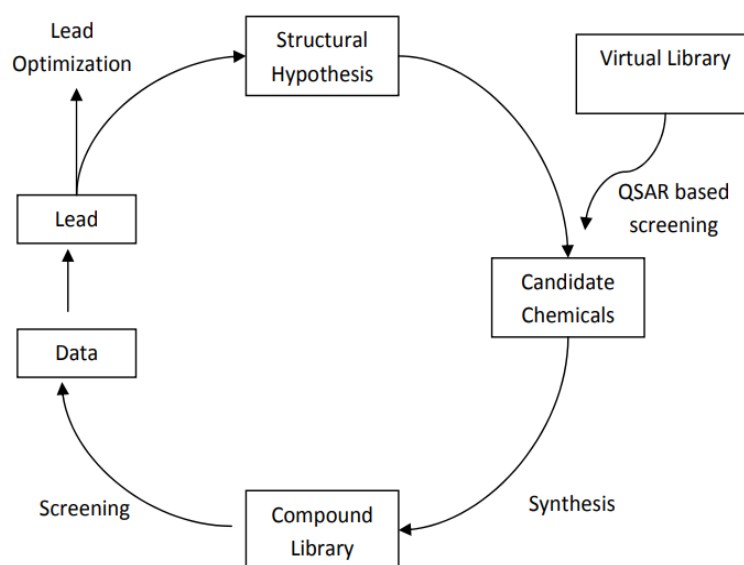 Lead
Optimization
Structural
Hypothesis
Virtual Library
QSAR based
screening
Lead
Candidate
Chemicals
Data
Screening
Compound
Library
Synthesis